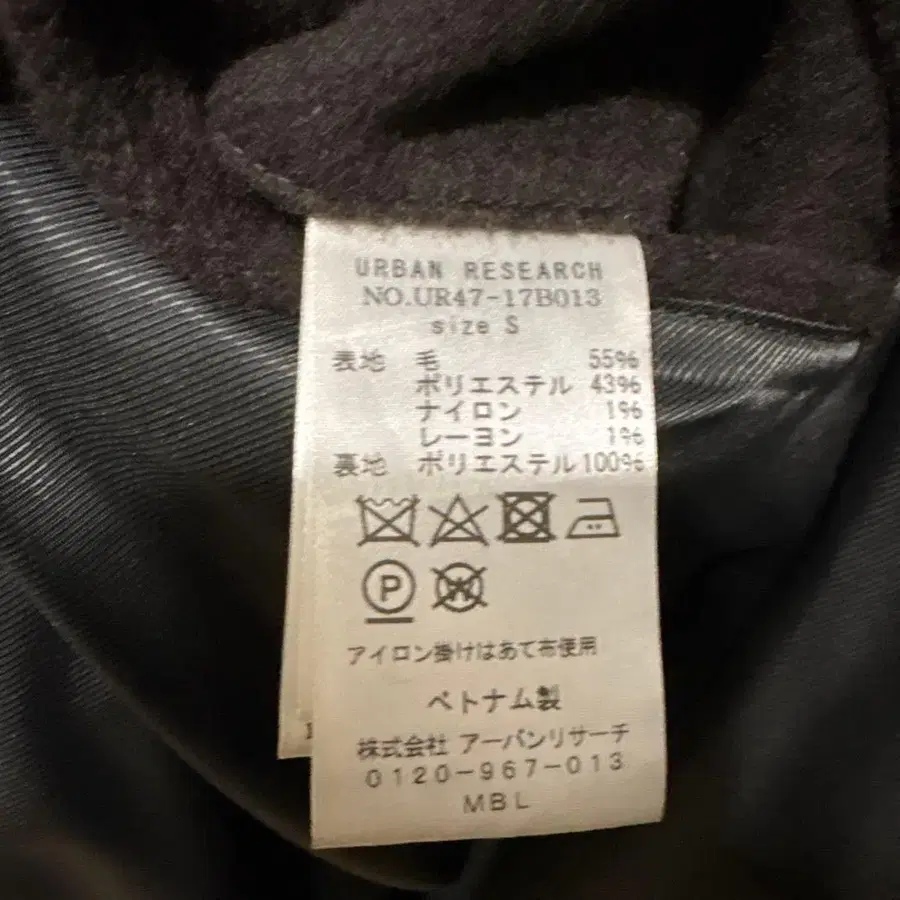 URBAN RESEARCH
NO.UR47-17B013
size S
表地 毛 55%
ポリエステル 43%
ナイロン 1%
レーヨン 1%
裏地 ポリエステル 100%
P W
アイロン掛けはあて布使用
ベトナム製
株式会社 アーバンリサーチ
0120-967-013
MBL